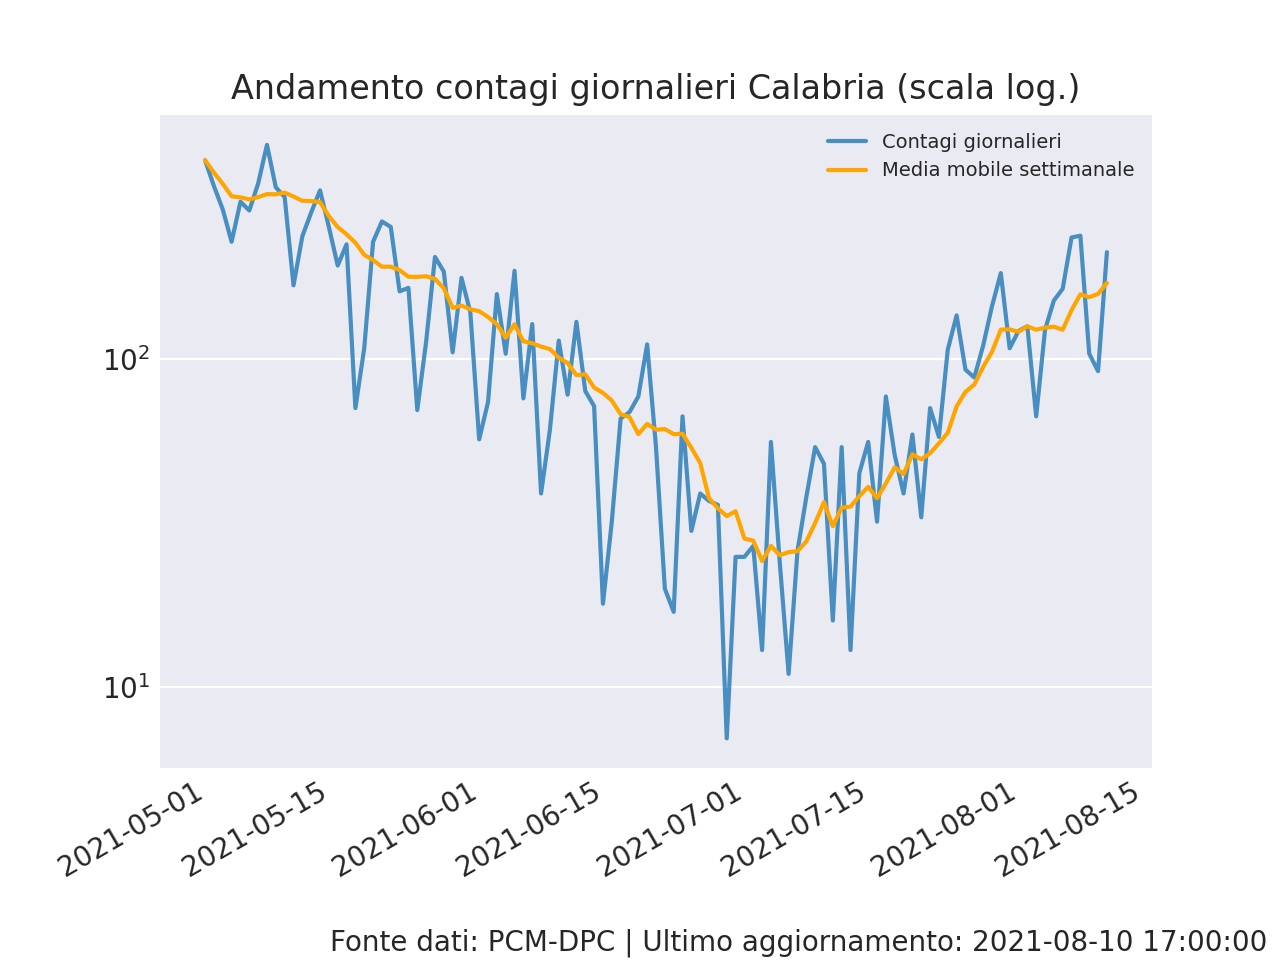 Andamento contagi giornalieri Calabria (scala log.)
Contagi giornalieri
Media mobile settimanale
10²
10¹
2021-05-01
2021-05-15
2021-06-01
2021-06-15
2021-07-01
2021-07-15
2021-08-01
2021-08-15
Fonte dati: PCM-DPC | Ultimo aggiornamento: 2021-08-10 17:00:00